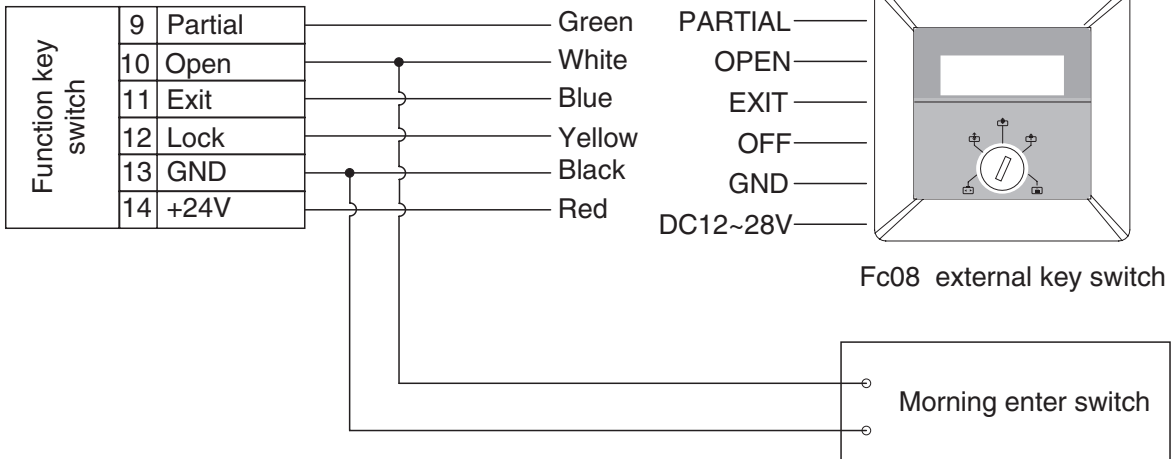 Function key
switch
9 Partial
10 Open
11 Exit
12 Lock
13 GND
14 +24V
Green
White
Blue
Yellow
Black
Red
PARTIAL
OPEN
EXIT
OFF
GND
DC12~28V
Fc08 external key switch
Morning enter switch